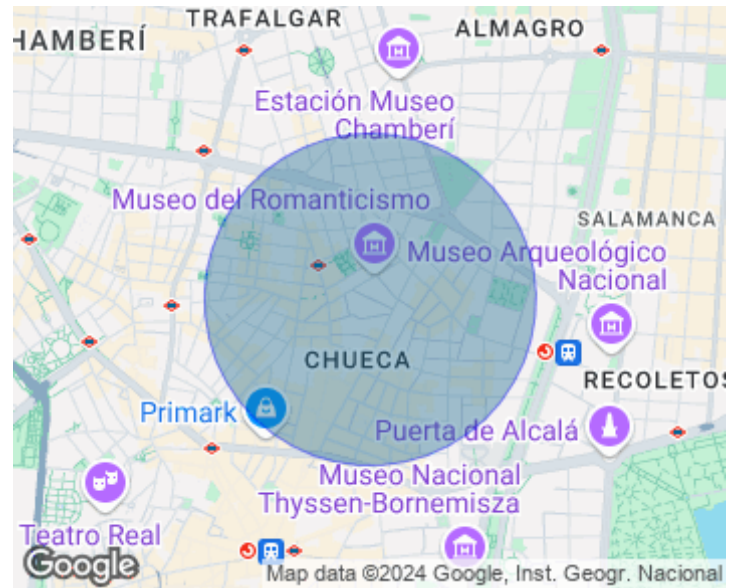 TRAFALGAR
ALMAGRO
HAMBERÍ
Estación Museo
Chamberí
Museo del Romanticismo
SALAMANCA
Museo Arqueológico
Nacional
CHUECA
RECOLETOS
Primark
Puerta de Alcalá
Museo Nacional
Thyssen-Bornemisza
Teatro Real
Google
Map data ©2024 Google, Inst. Geogr. Nacional